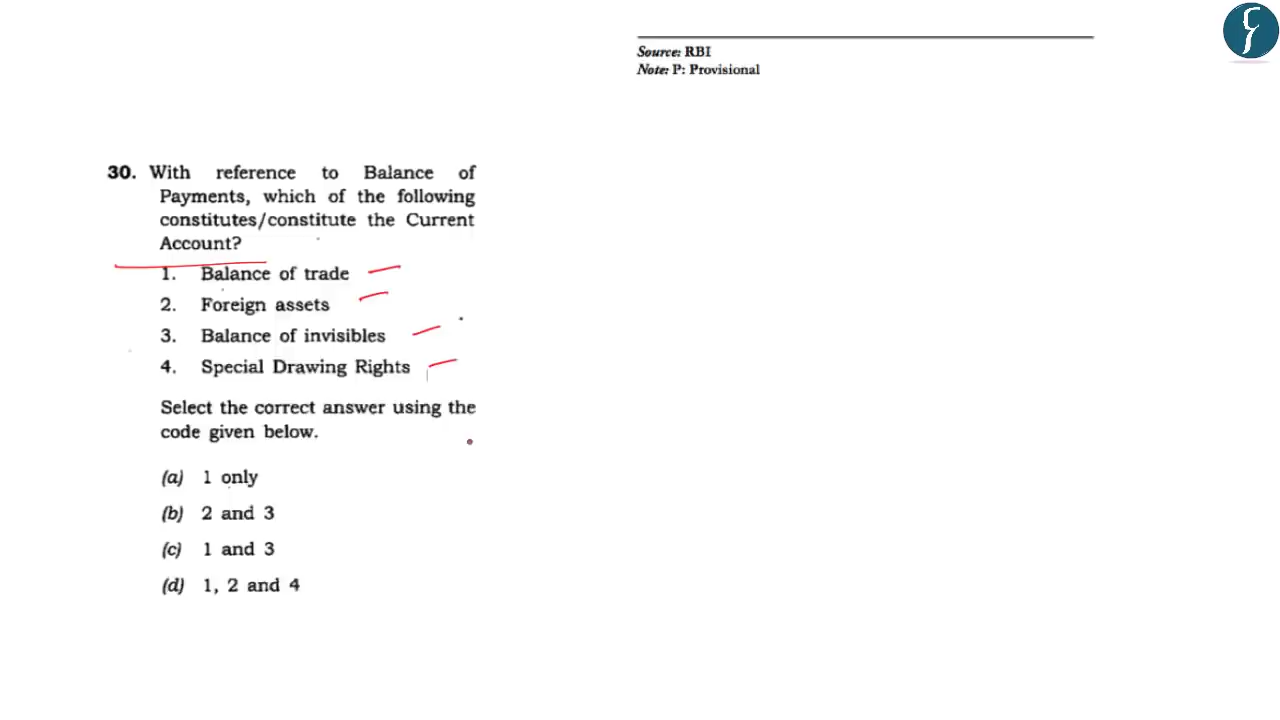 Source: RBI
Note: P: Provisional
30. With reference to Balance of
Payments, which of the following
constitutes/constitute the Current
Account?
1. Balance of trade
2. Foreign assets
3. Balance of invisibles
4. Special Drawing Rights
Select the correct answer using the
code given below.
(a) 1 only
(b) 2 and 3
(c) 1 and 3
(d) 1, 2 and 4